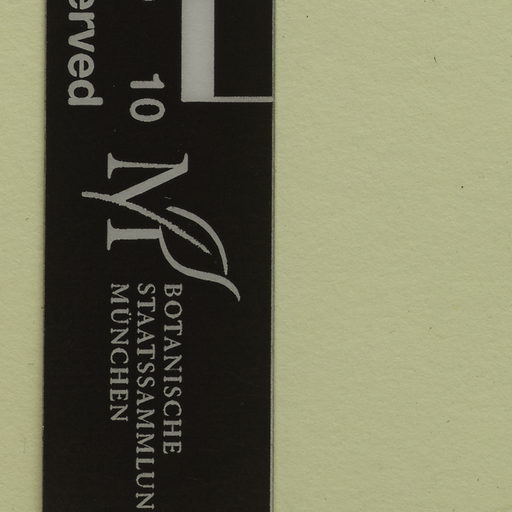 erved
10
M
BOTANISCHE
STAATSSAMMLUN
MÜNCHEN